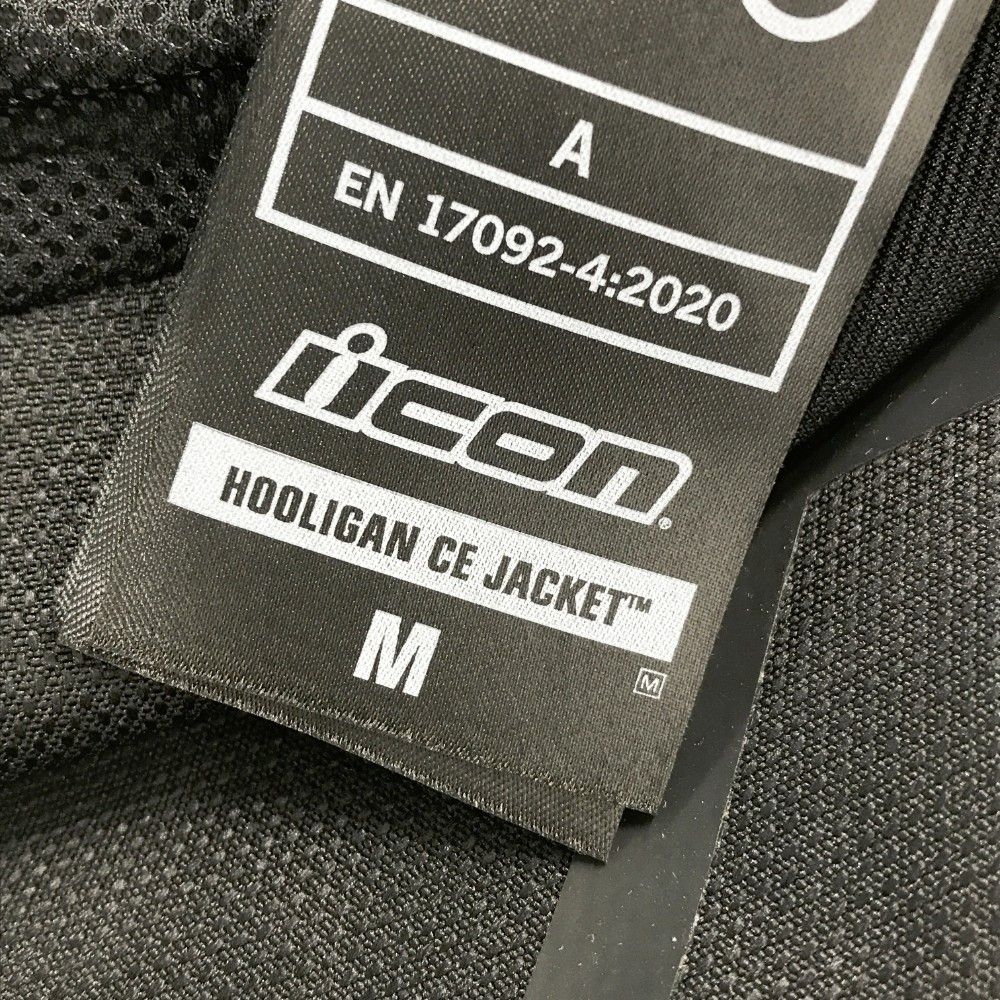 A
EN 17092-4:2020
icon®
HOOLIGAN CE JACKET™
M
M